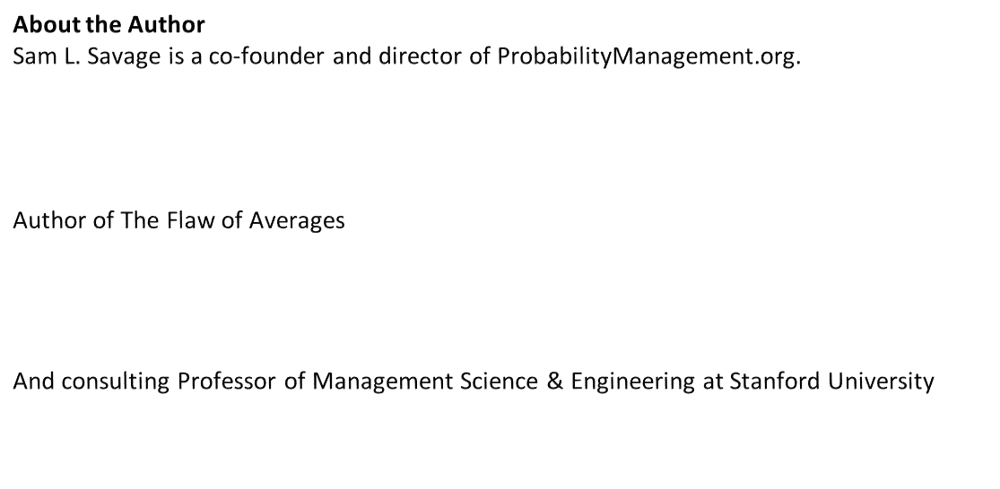 About the Author
Sam L. Savage is a co-founder and director of ProbabilityManagement.org.
Author of The Flaw of Averages
And consulting Professor of Management Science & Engineering at Stanford University